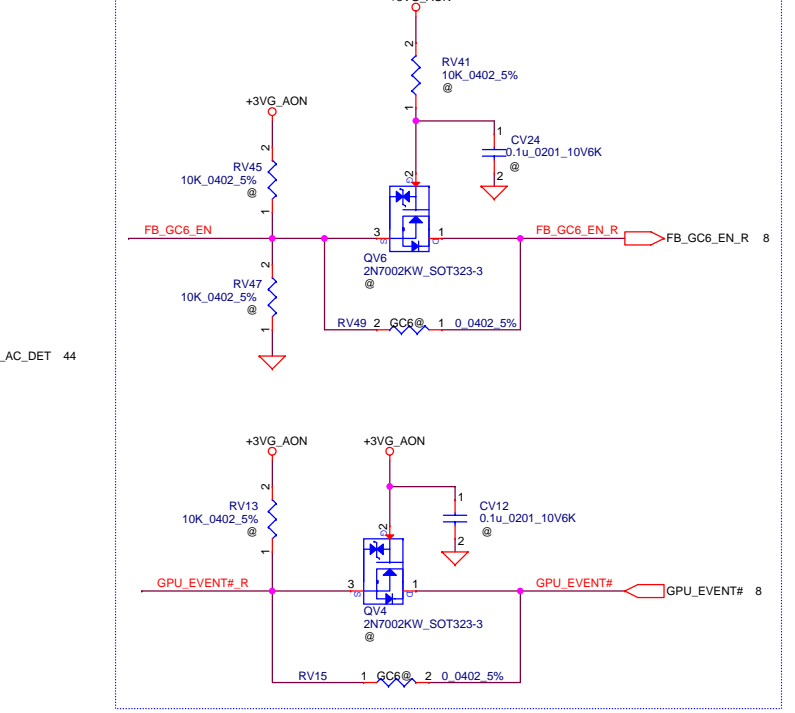 RV41
10K_0402_5%
@
2
1
+3VG_AON
2
RV45
10K_0402_5%
@
1
CV24
0.1u_0201_10V6K
@
1
2
2
G
FB_GC6_EN
3
S
1
D
FB_GC6_EN_R
FB_GC6_EN_R 8
QV6
2N7002KW_SOT323-3
@
2
RV47
10K_0402_5%
@
1
RV49 2 GC6@ 1 0_0402_5%
_AC_DET 44
+3VG_AON
+3VG_AON
2
RV13
10K_0402_5%
@
1
CV12
0.1u_0201_10V6K
@
1
2
2
G
GPU_EVENT#_R
3
S
1
D
GPU_EVENT#
GPU_EVENT# 8
QV4
2N7002KW_SOT323-3
@
RV15 1 GC6@ 2 0_0402_5%